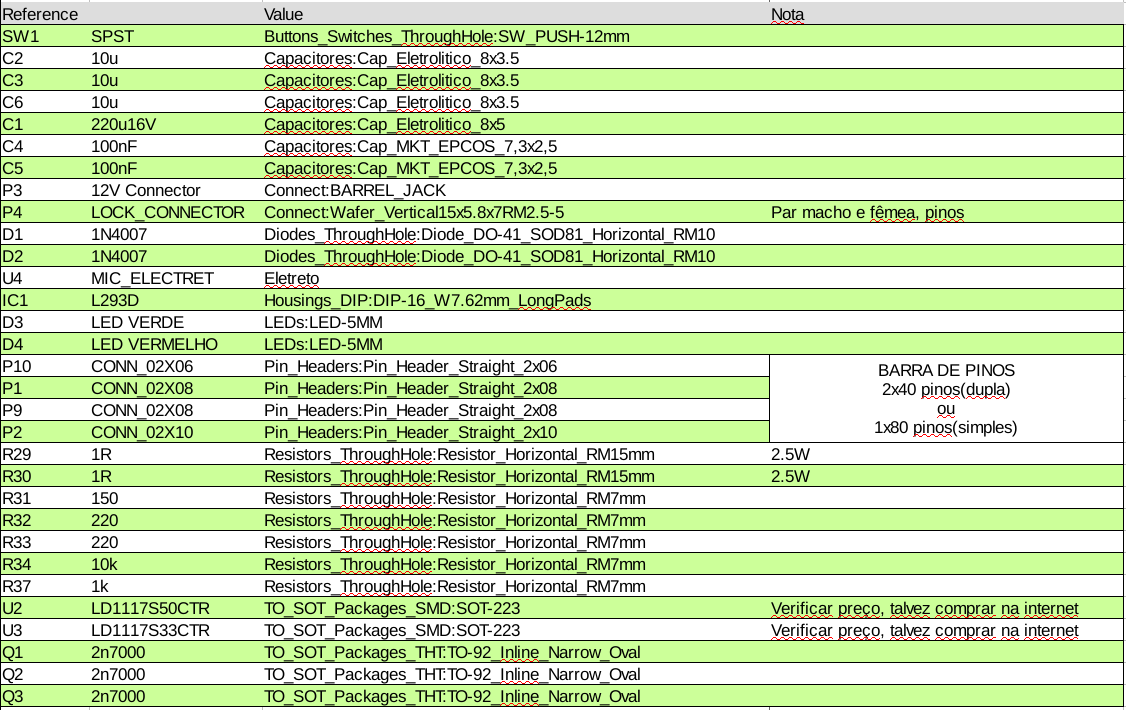 Reference Value Nota
SW1 SPST Buttons_Switches_ThroughHole:SW_PUSH-12mm
C2 10u Capacitores:Cap_Eletrolitico_8x3.5
C3 10u Capacitores:Cap_Eletrolitico_8x3.5
C6 10u Capacitores:Cap_Eletrolitico_8x3.5
C1 220u16V Capacitores:Cap_Eletrolitico_8x5
C4 100nF Capacitores:Cap_MKT_EPCOS_7,3x2,5
C5 100nF Capacitores:Cap_MKT_EPCOS_7,3x2,5
P3 12V Connector Connect:BARREL_JACK
P4 LOCK_CONNECTOR Connect:Wafer_Vertical15x5.8x7RM2.5-5 Par macho e fêmea, pinos
D1 1N4007 Diodes_ThroughHole:Diode_DO-41_SOD81_Horizontal_RM10
D2 1N4007 Diodes_ThroughHole:Diode_DO-41_SOD81_Horizontal_RM10
U4 MIC_ELECTRET Eletreto
IC1 L293D Housings_DIP:DIP-16_W7.62mm_LongPads
D3 LED VERDE LEDs:LED-5MM
D4 LED VERMELHO LEDs:LED-5MM
P10 CONN_02X06 Pin_Headers:Pin_Header_Straight_2x06
P1 CONN_02X08 Pin_Headers:Pin_Header_Straight_2x08
P9 CONN_02X08 Pin_Headers:Pin_Header_Straight_2x08
P2 CONN_02X10 Pin_Headers:Pin_Header_Straight_2x10
BARRA DE PINOS
2x40 pinos(dupla)
ou
1x80 pinos(simples)
R29 1R Resistors_ThroughHole:Resistor_Horizontal_RM15mm 2.5W
R30 1R Resistors_ThroughHole:Resistor_Horizontal_RM15mm 2.5W
R31 150 Resistors_ThroughHole:Resistor_Horizontal_RM7mm
R32 220 Resistors_ThroughHole:Resistor_Horizontal_RM7mm
R33 220 Resistors_ThroughHole:Resistor_Horizontal_RM7mm
R34 10k Resistors_ThroughHole:Resistor_Horizontal_RM7mm
R37 1k Resistors_ThroughHole:Resistor_Horizontal_RM7mm
U2 LD1117S50CTR TO_SOT_Packages_SMD:SOT-223 Verificar preço, talvez comprar na internet
U3 LD1117S33CTR TO_SOT_Packages_SMD:SOT-223 Verificar preço, talvez comprar na internet
Q1 2n7000 TO_SOT_Packages_THT:TO-92_Inline_Narrow_Oval
Q2 2n7000 TO_SOT_Packages_THT:TO-92_Inline_Narrow_Oval
Q3 2n7000 TO_SOT_Packages_THT:TO-92_Inline_Narrow_Oval